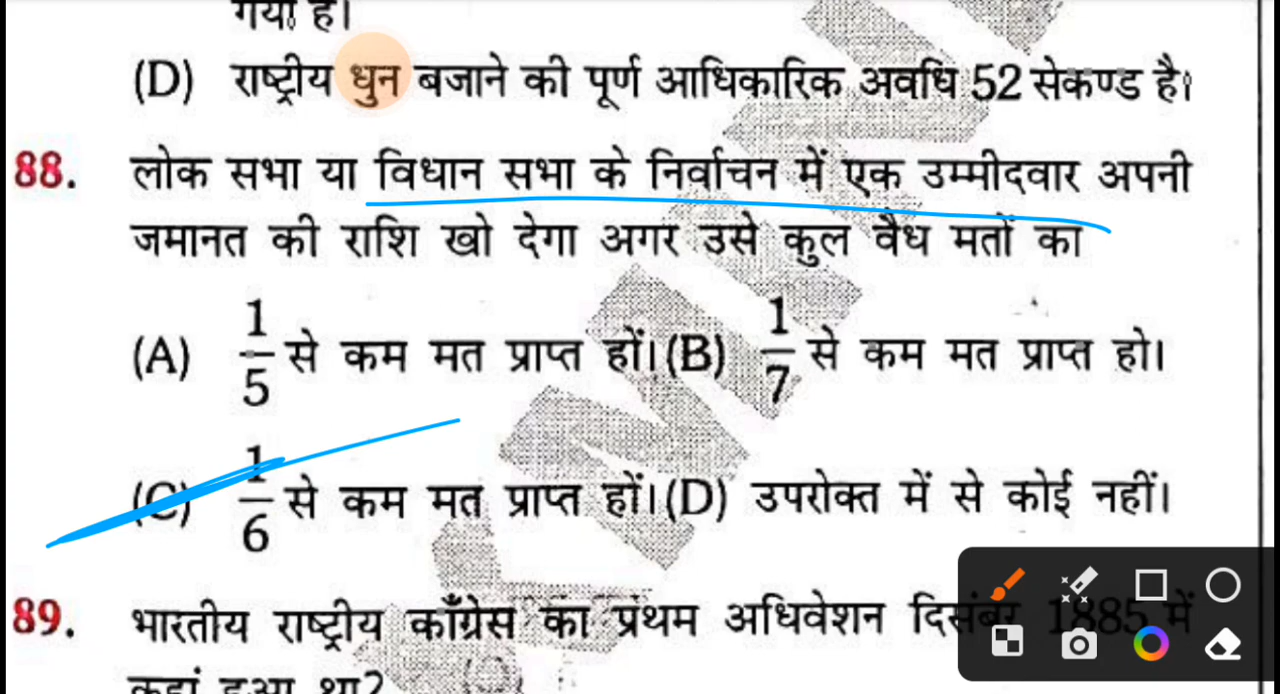 गया है।
(D) राष्ट्रीय धुन बजाने की पूर्ण आधिकारिक अवधि 52 सेकण्ड है।
88. लोक सभा या विधान सभा के निर्वाचन में एक उम्मीदवार अपनी
जमानत की राशि खो देगा अगर उसे कुल वैध मतों का
(A) 1/5 से कम मत प्राप्त हों। (B) 1/7 से कम मत प्राप्त हो।
(C) 1/6 से कम मत प्राप्त हों। (D) उपरोक्त में से कोई नहीं।
89. भारतीय राष्ट्रीय काँग्रेस का प्रथम अधिवेशन दिसंबर 1885 में
कहां हुआ था?